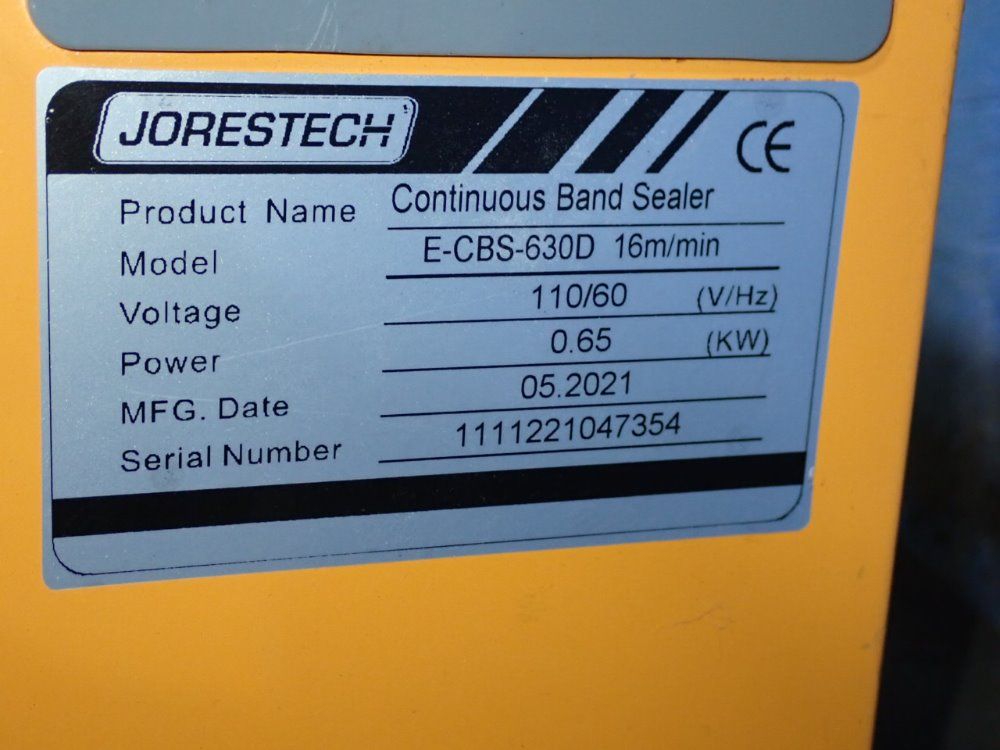 JORESTECH CE
Product Name Continuous Band Sealer
Model E-CBS-630D 16m/min
Voltage 110/60 (V/Hz)
Power 0.65 (KW)
MFG. Date 05.2021
Serial Number 1111221047354